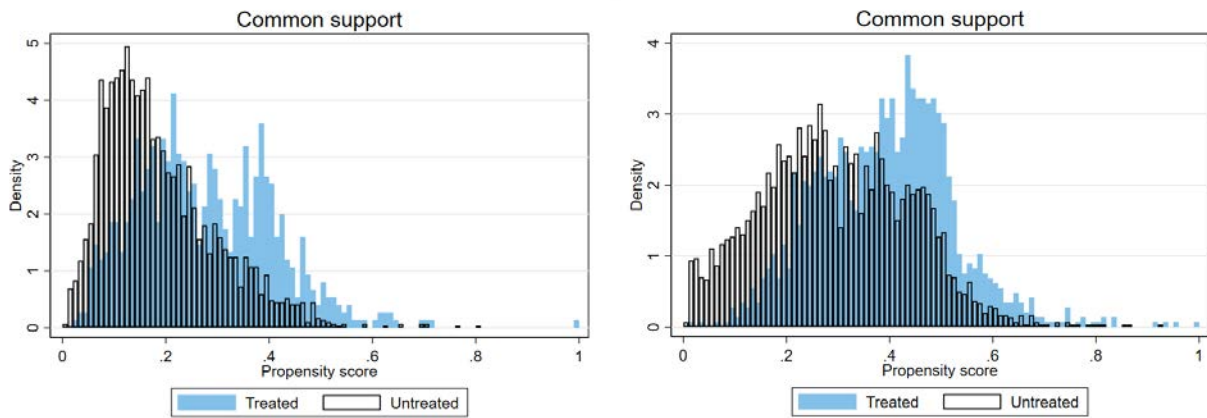 Common support
Density
5
4
3
2
1
0
0 .2 .4 .6 .8 1
Propensity score
Treated Untreated
Common support
Density
4
3
2
1
0
0 .2 .4 .6 .8 1
Propensity score
Treated Untreated